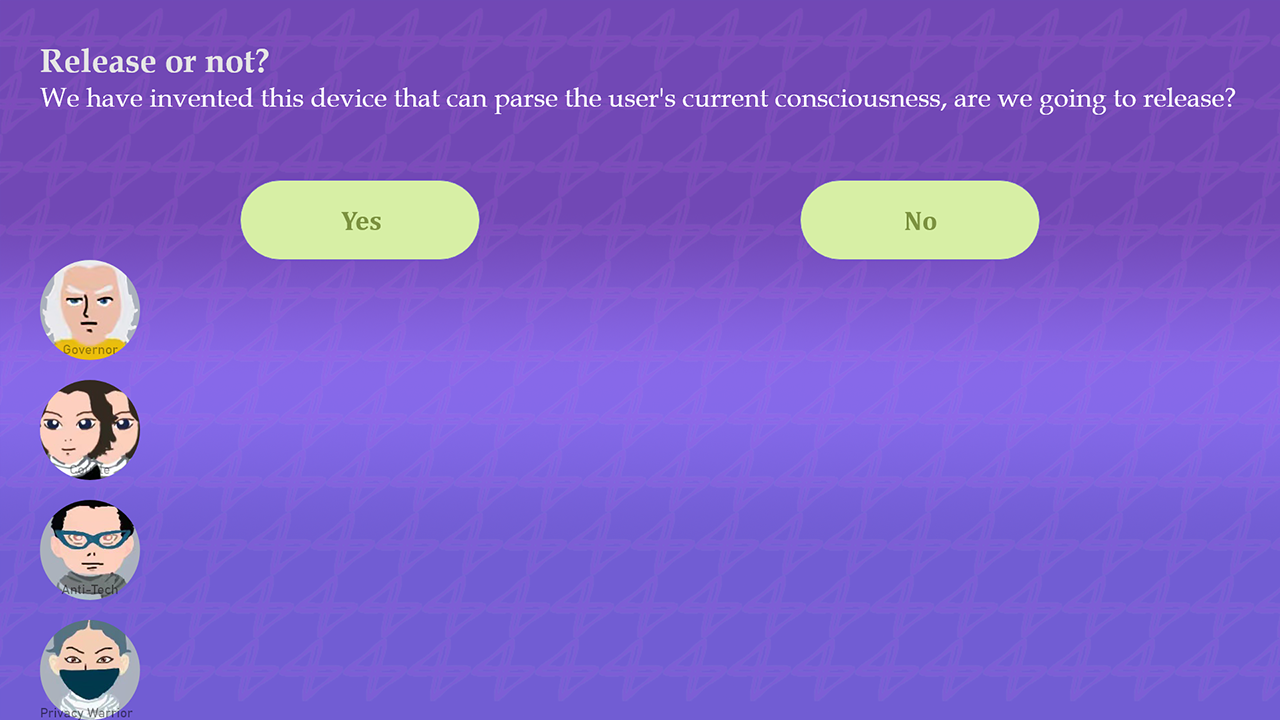 Release or not?
We have invented this device that can parse the user's current consciousness, are we going to release?
Yes
No
Governor
Anti-Tech
Privacy Warrior